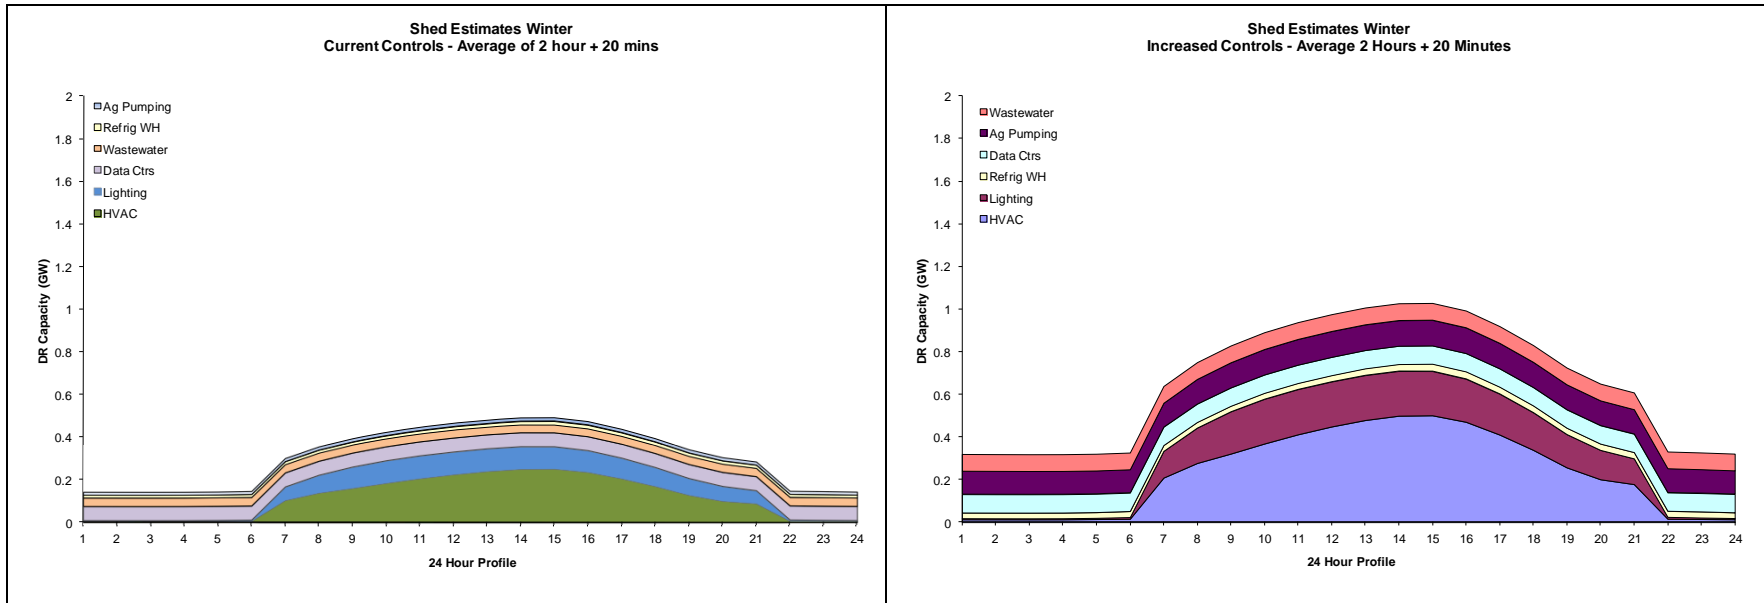 Shed Estimates Winter
Current Controls - Average of 2 hour + 20 mins
DR Capacity (GW)
2
1.8
1.6
1.4
1.2
1
0.8
0.6
0.4
0.2
0
Ag Pumping
Refrig WH
Wastewater
Data Ctrs
Lighting
HVAC
1 2 3 4 5 6 7 8 9 10 11 12 13 14 15 16 17 18 19 20 21 22 23 24
24 Hour Profile
Shed Estimates Winter
Increased Controls - Average 2 Hours + 20 Minutes
DR Capacity (GW)
2
1.8
1.6
1.4
1.2
1
0.8
0.6
0.4
0.2
0
Wastewater
Ag Pumping
Data Ctrs
Refrig WH
Lighting
HVAC
1 2 3 4 5 6 7 8 9 10 11 12 13 14 15 16 17 18 19 20 21 22 23 24
24 Hour Profile